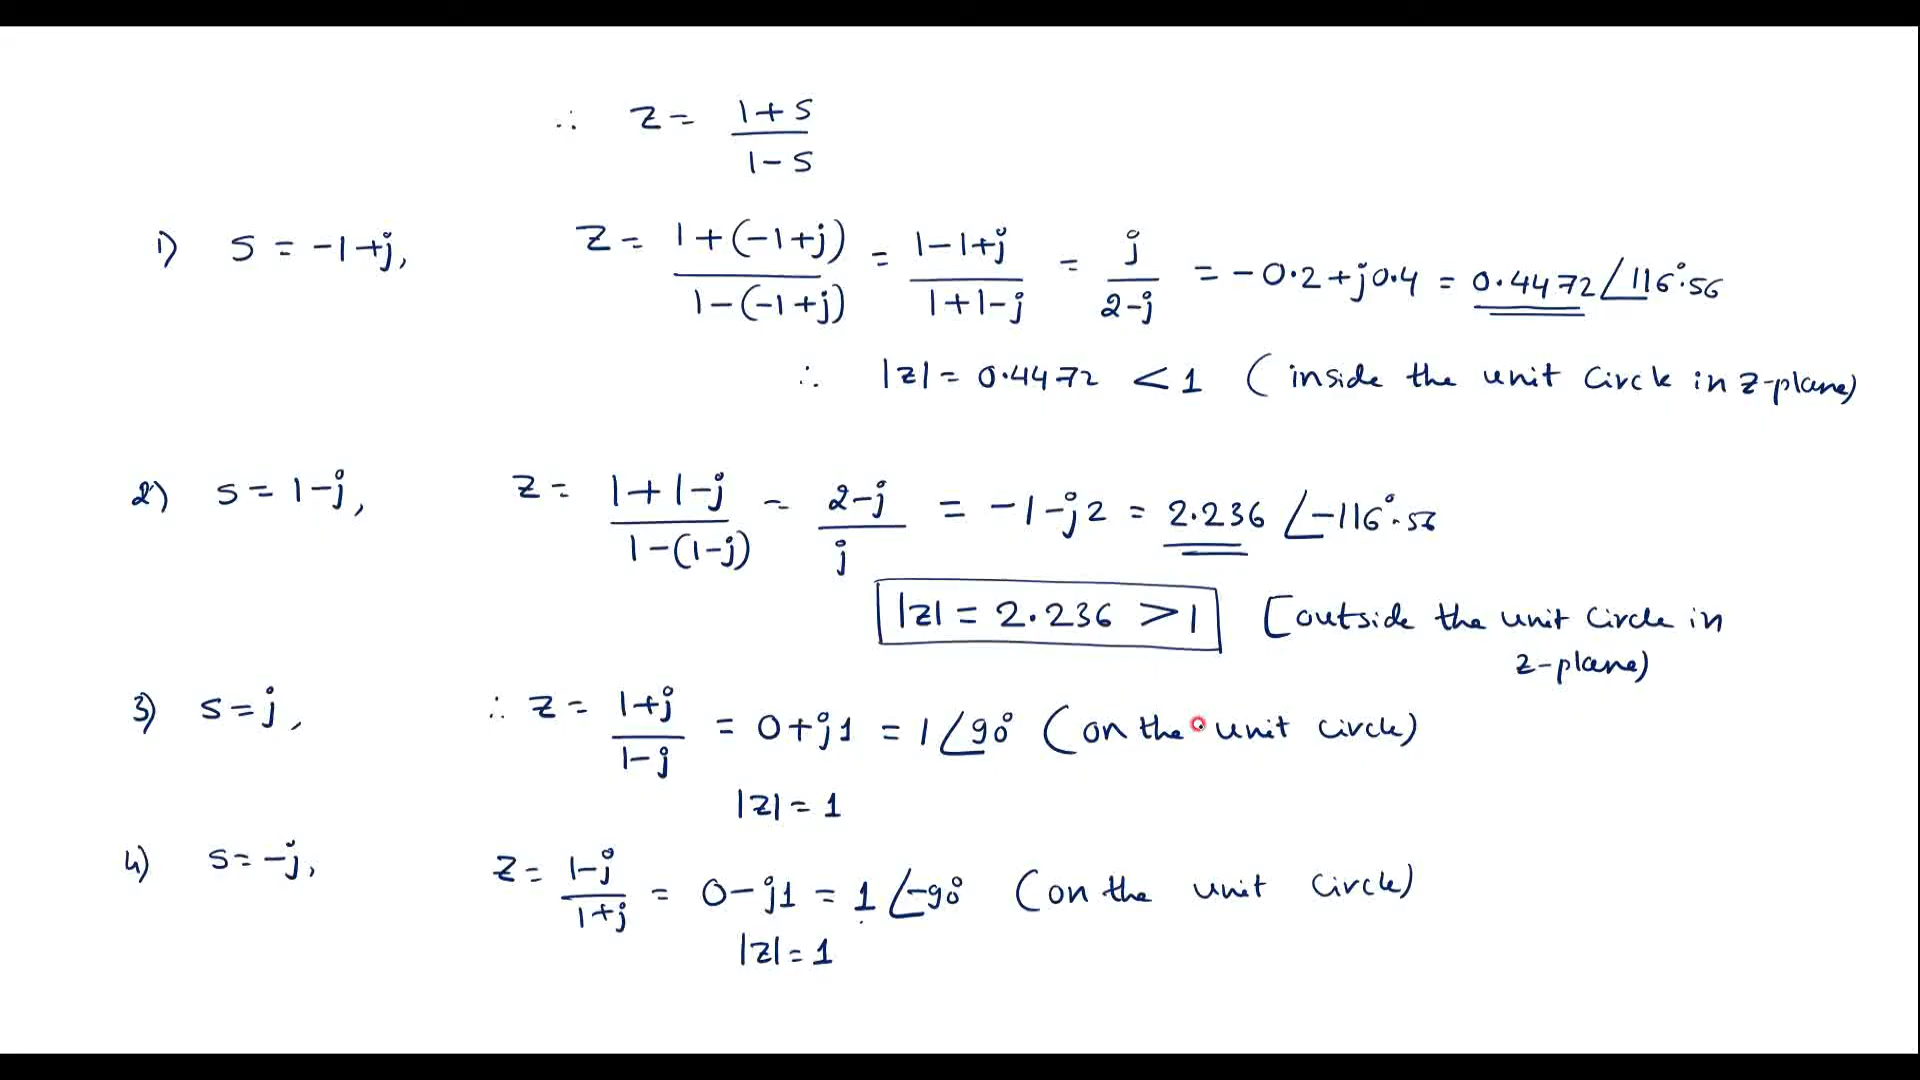 ∴ z = (1+s)/(1-s)
1) s = -1+j, z = (1+(-1+j))/(1-(-1+j)) = (1-1+j)/(1+1-j) = j/(2-j) = -0.2+j0.4 = 0.4472∠116°.56
∴ |z| = 0.4472 < 1 (inside the unit circle in z-plane)
2) s = 1-j, z = (1+1-j)/(1-(1-j)) = (2-j)/j = -1-j2 = 2.236 ∠-116°.56
|z| = 2.236 > 1 [outside the unit circle in
z-plane)
3) s = j, ∴ z = (1+j)/(1-j) = 0+j1 = 1∠90° (on the unit circle)
|z| = 1
4) s = -j, z = (1-j)/(1+j) = 0-j1 = 1∠-90° (on the unit circle)
|z| = 1